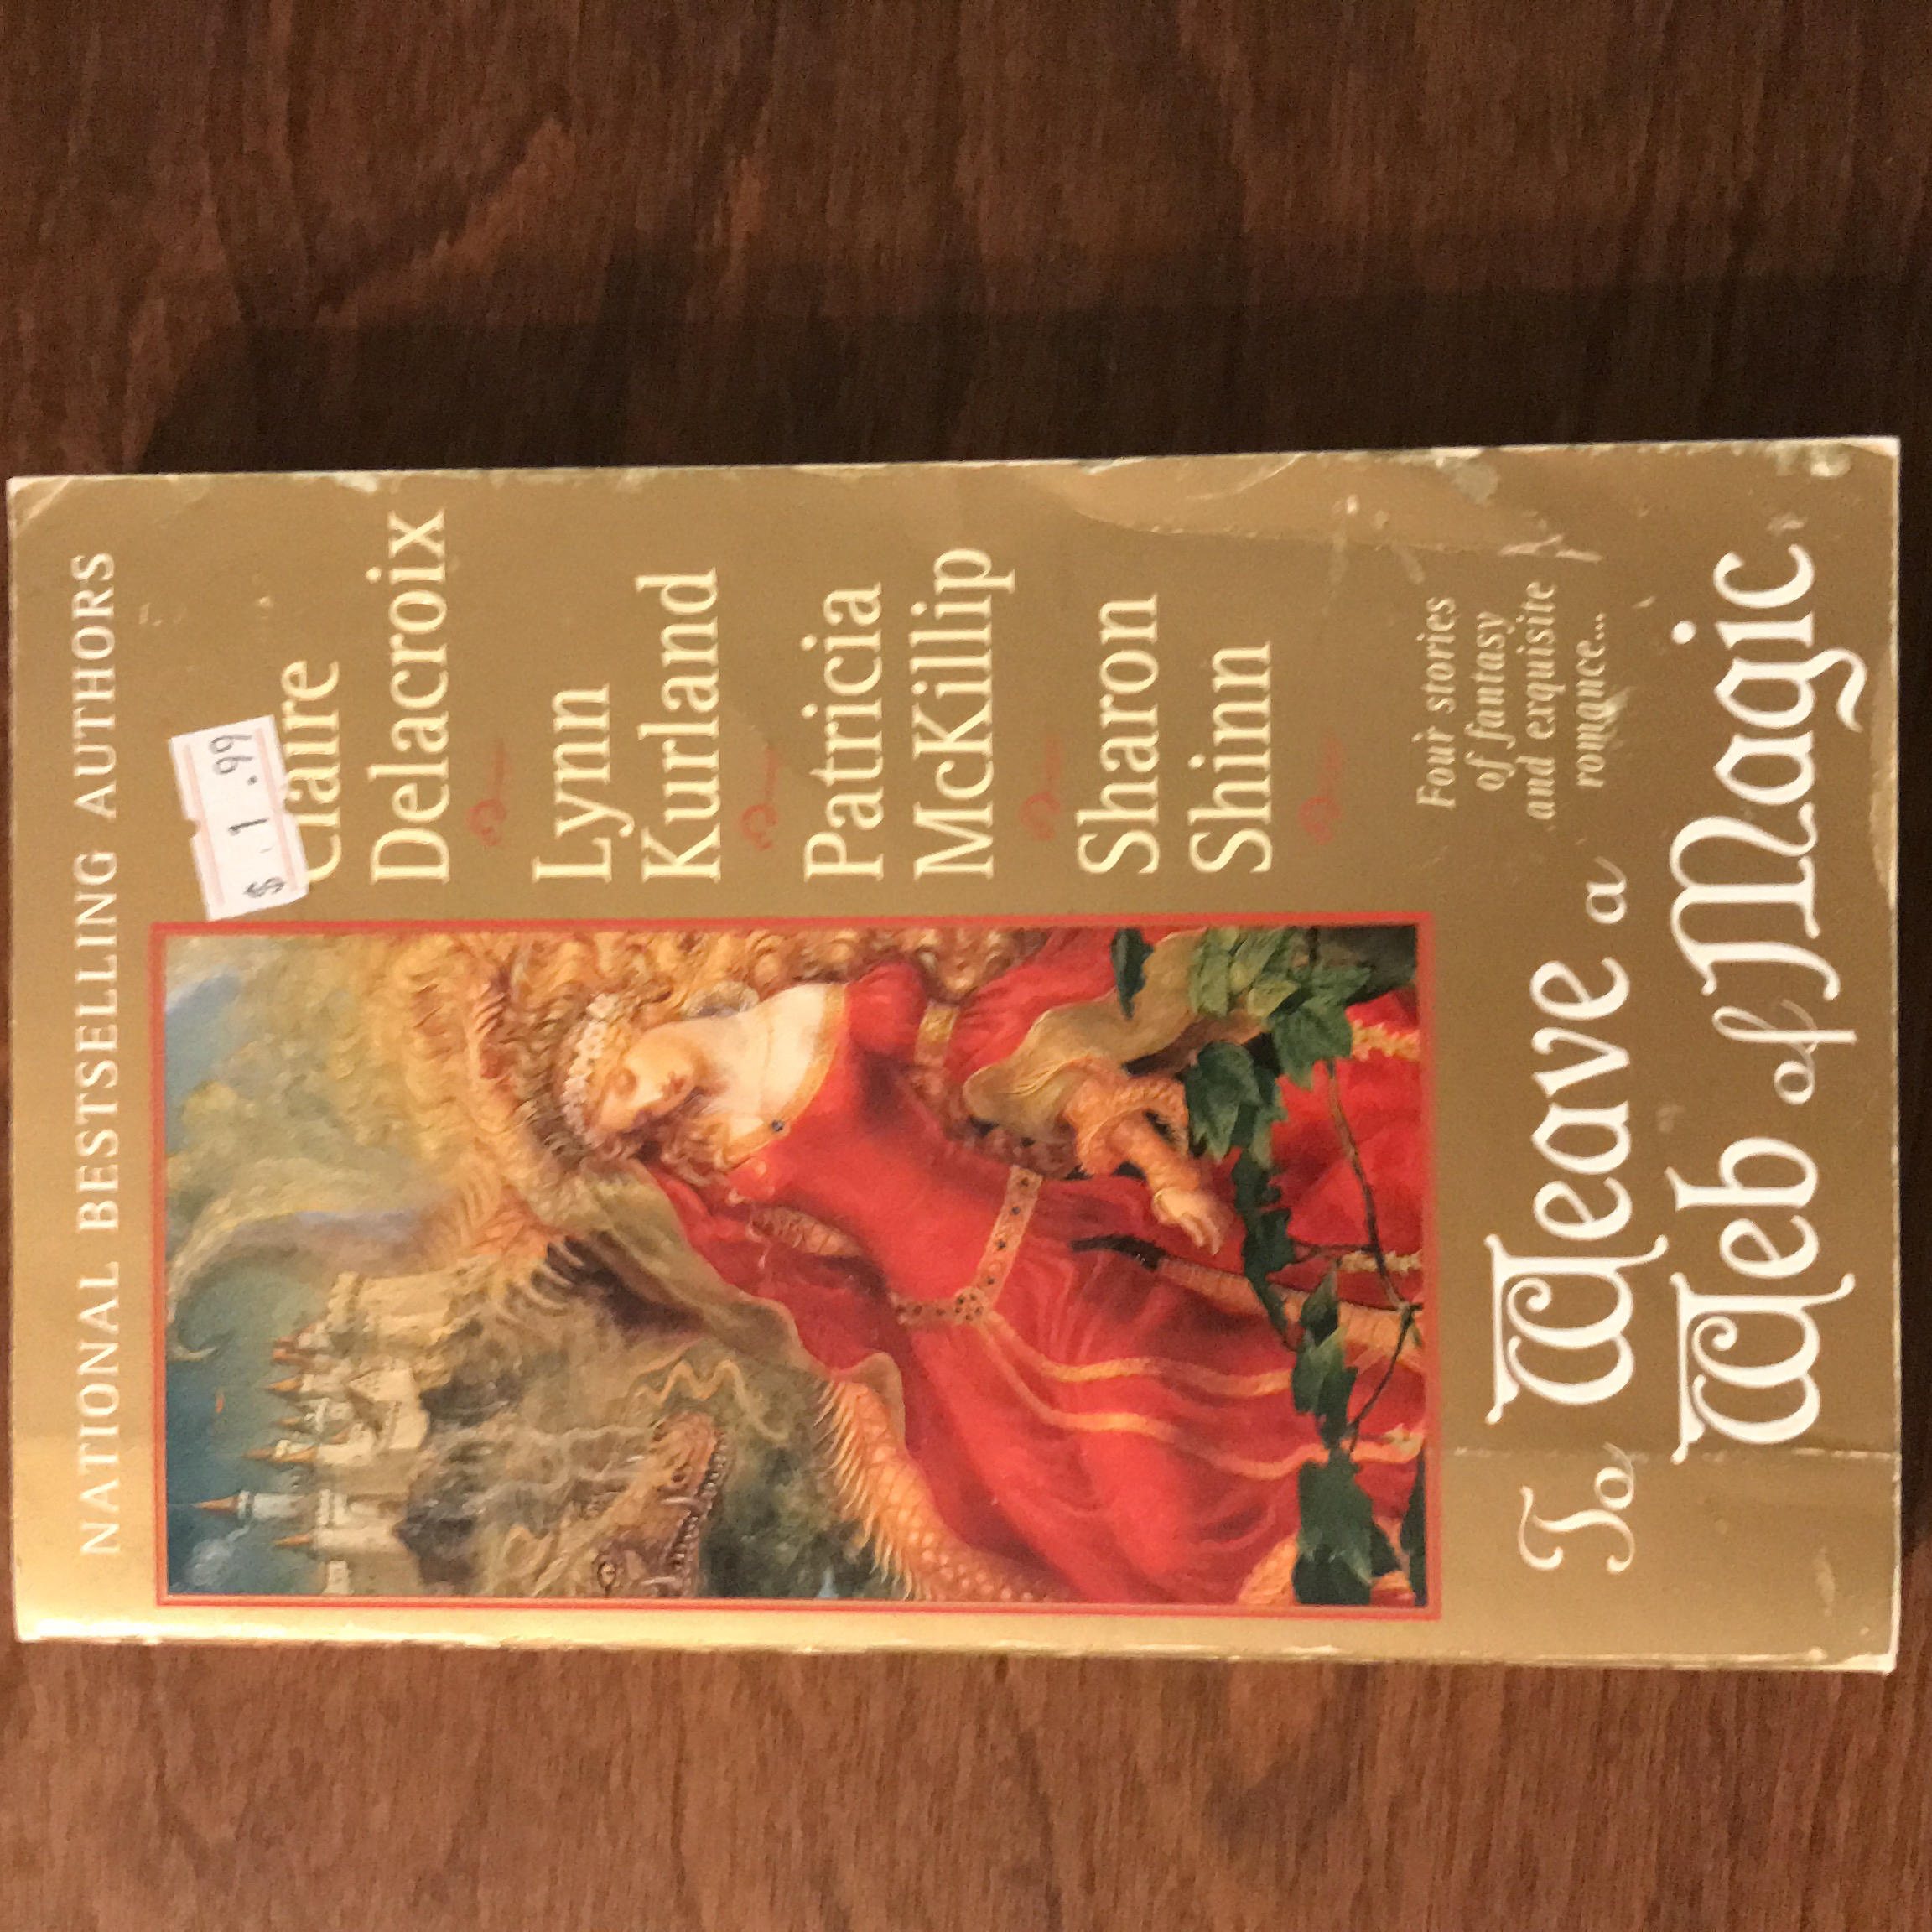 NATIONAL BESTSELLING AUTHORS
$ 1.99
Claire
Delacroix
Lynn
Kurland
Patricia
McKillip
Sharon
Shinn
Four stories
of fantasy
and exquisite
romance...
To Weave a
Web of Magic